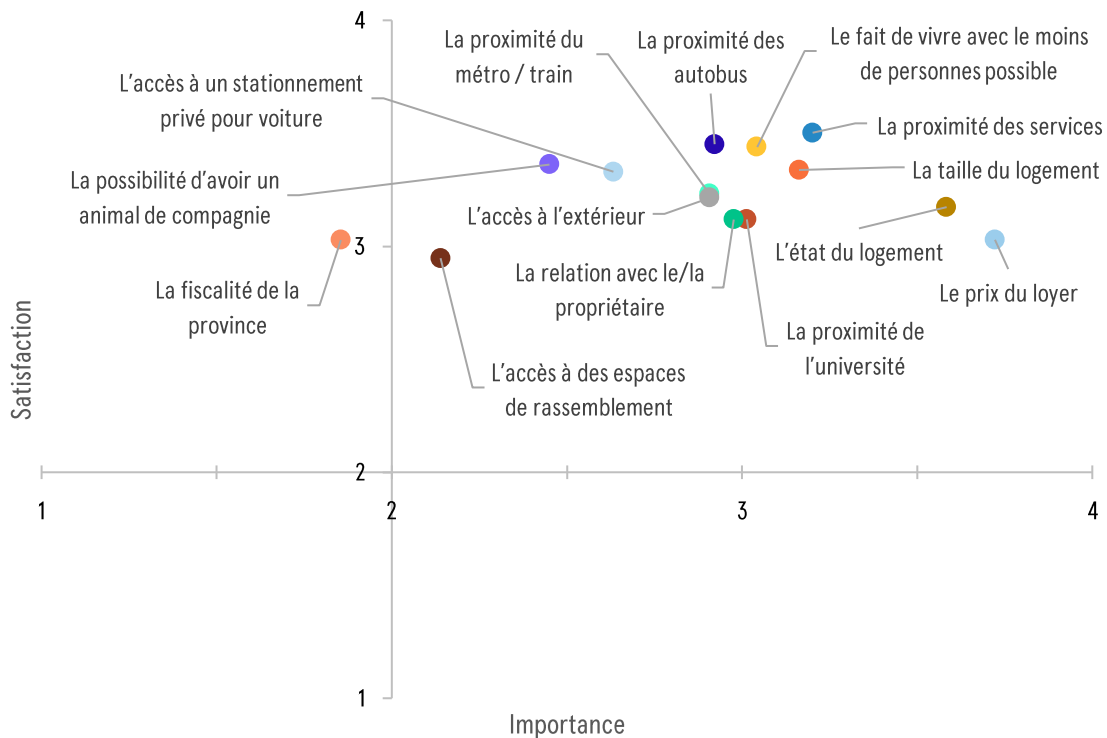 4
La proximité du
métro / train
La proximité des
autobus
Le fait de vivre avec le moins
de personnes possible
L'accès à un stationnement
privé pour voiture
La proximité des services
La taille du logement
La possibilité d'avoir un
animal de compagnie
L'accès à l'extérieur
3
L'état du logement
La relation avec le/la
propriétaire
Le prix du loyer
La fiscalité de la
province
La proximité de
l'université
L'accès à des espaces
de rassemblement
Satisfaction
2
1
2
3
4
1
Importance